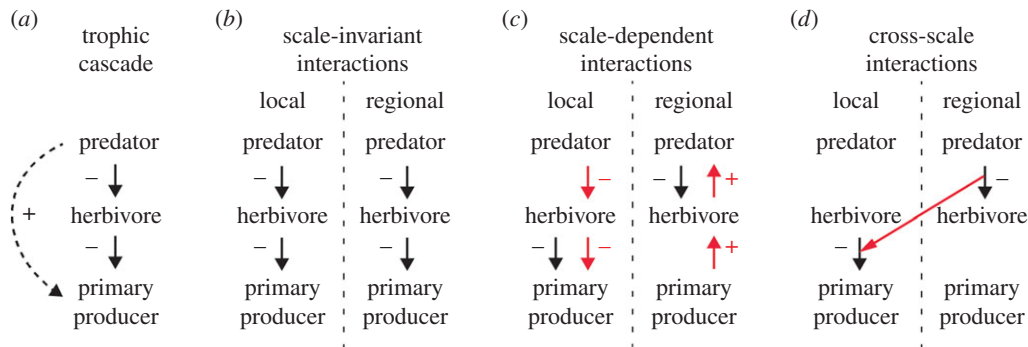 (a)
trophic
cascade
predator
–
+
herbivore
–
primary
producer
(b)
scale-invariant
interactions
local
regional
predator
predator
–
–
herbivore
herbivore
–
–
primary
primary
producer
producer
(c)
scale-dependent
interactions
local
regional
predator
predator
–
–
+
herbivore
herbivore
–
–
+
primary
primary
producer
producer
(d)
cross-scale
interactions
local
regional
predator
predator
–
herbivore
herbivore
–
primary
primary
producer
producer